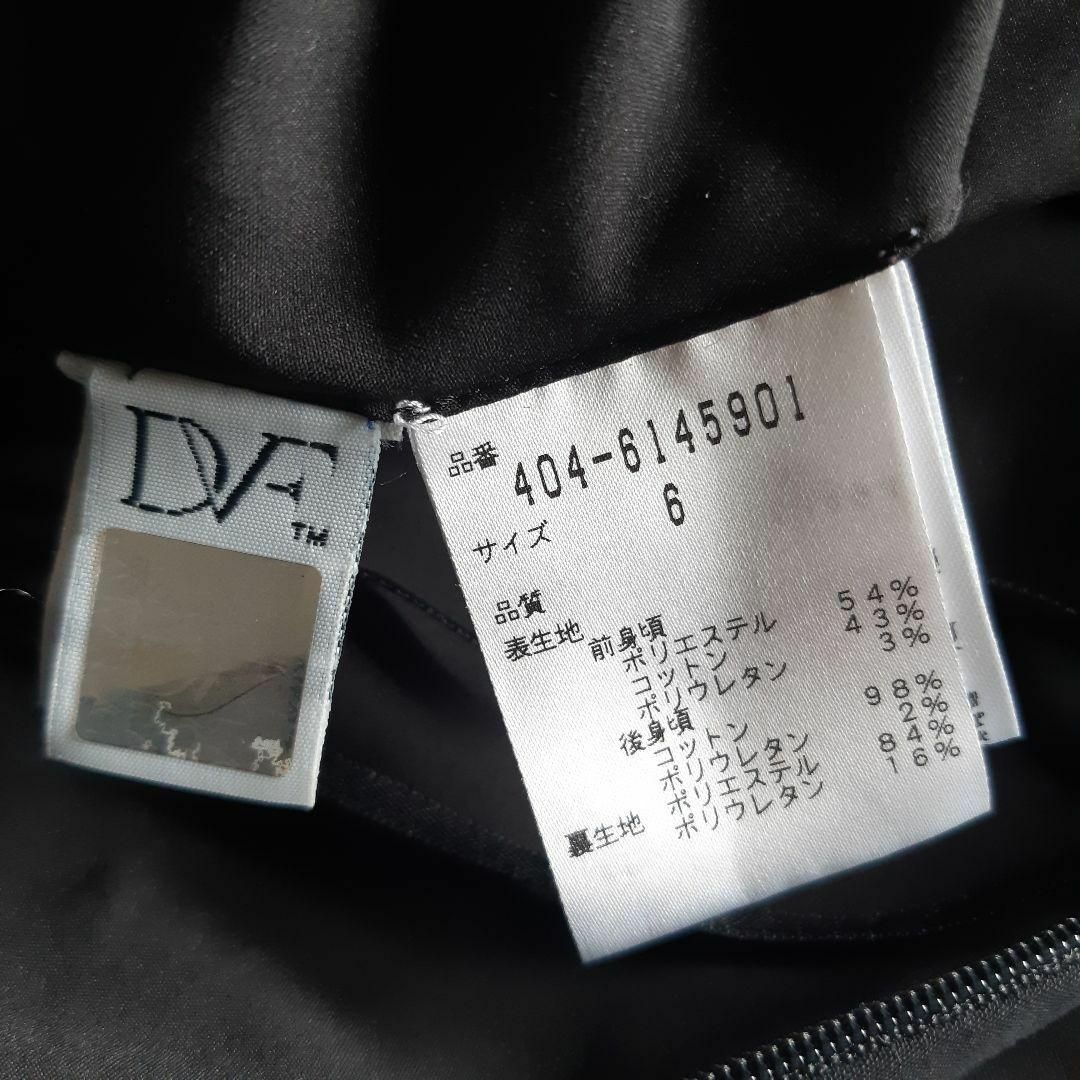 DVF
TM
品番 404-6145901
サイズ 6
品質
表生地 前身頃
ポリエステル 54%
コットン 43%
ポリウレタン 3%
後身頃
コットン 98%
ポリウレタン 2%
裏生地 ポリエステル 84%
ポリウレタン 16%